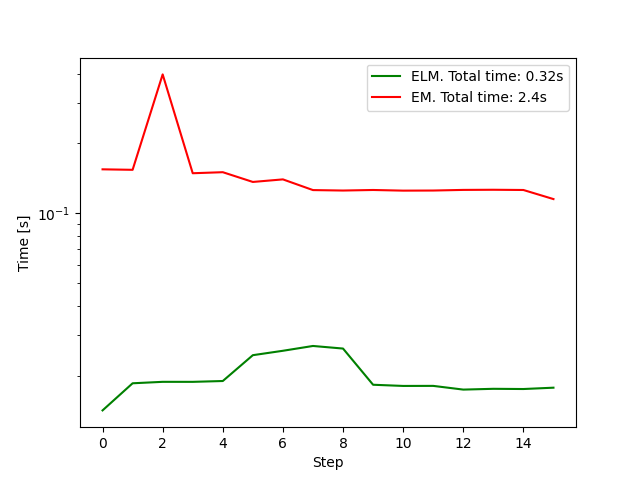 ELM. Total time: 0.32s
EM. Total time: 2.4s
Time [s]
10⁻¹
0 2 4 6 8 10 12 14
Step